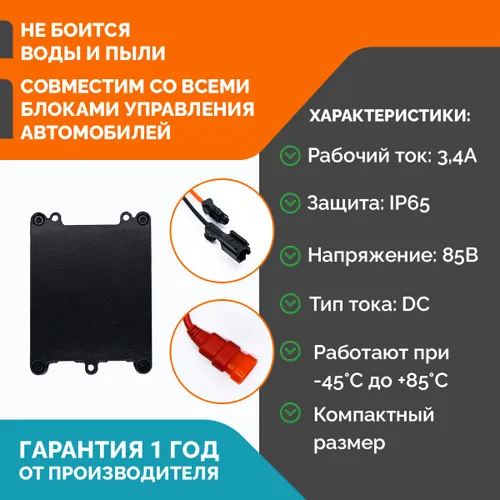 НЕ БОИТСЯ
ВОДЫ И ПЫЛИ
СОВМЕСТИМ СО ВСЕМИ
БЛОКАМИ УПРАВЛЕНИЯ
АВТОМОБИЛЕЙ
ХАРАКТЕРИСТИКИ:
Рабочий ток: 3,4А
Защита: IP65
Напряжение: 85В
Тип тока: DC
Работают при
-45°C до +85°C
Компактный
размер
ГАРАНТИЯ 1 ГОД
ОТ ПРОИЗВОДИТЕЛЯ